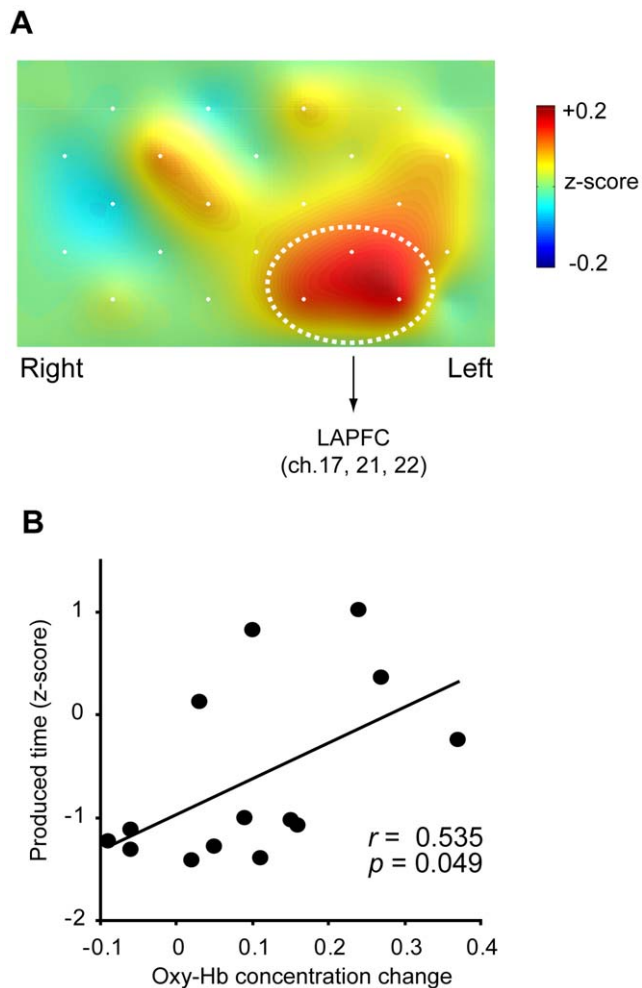 A
+0.2
z-score
-0.2
Right
Left
LAPFC
(ch.17, 21, 22)
B
Produced time (z-score)
1
0
-1
-2
r = 0.535
p = 0.049
-0.1
0
0.1
0.2
0.3
0.4
Oxy-Hb concentration change